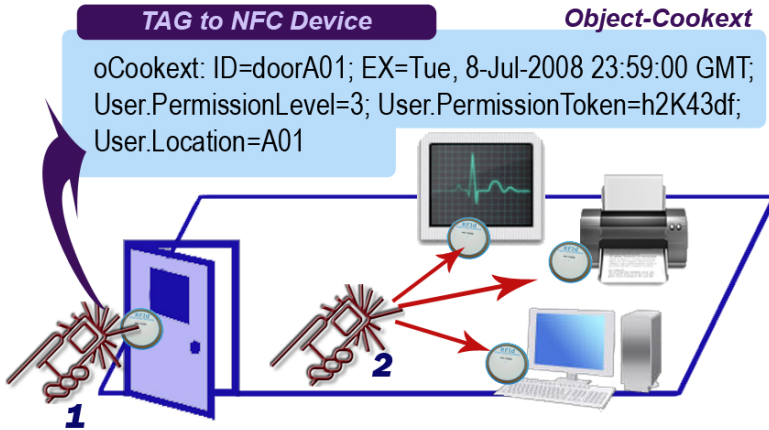 TAG to NFC Device
Object-Cookext
oCookext: ID=doorA01; EX=Tue, 8-Jul-2008 23:59:00 GMT;
User.PermissionLevel=3; User.PermissionToken=h2K43df;
User.Location=A01
1
2